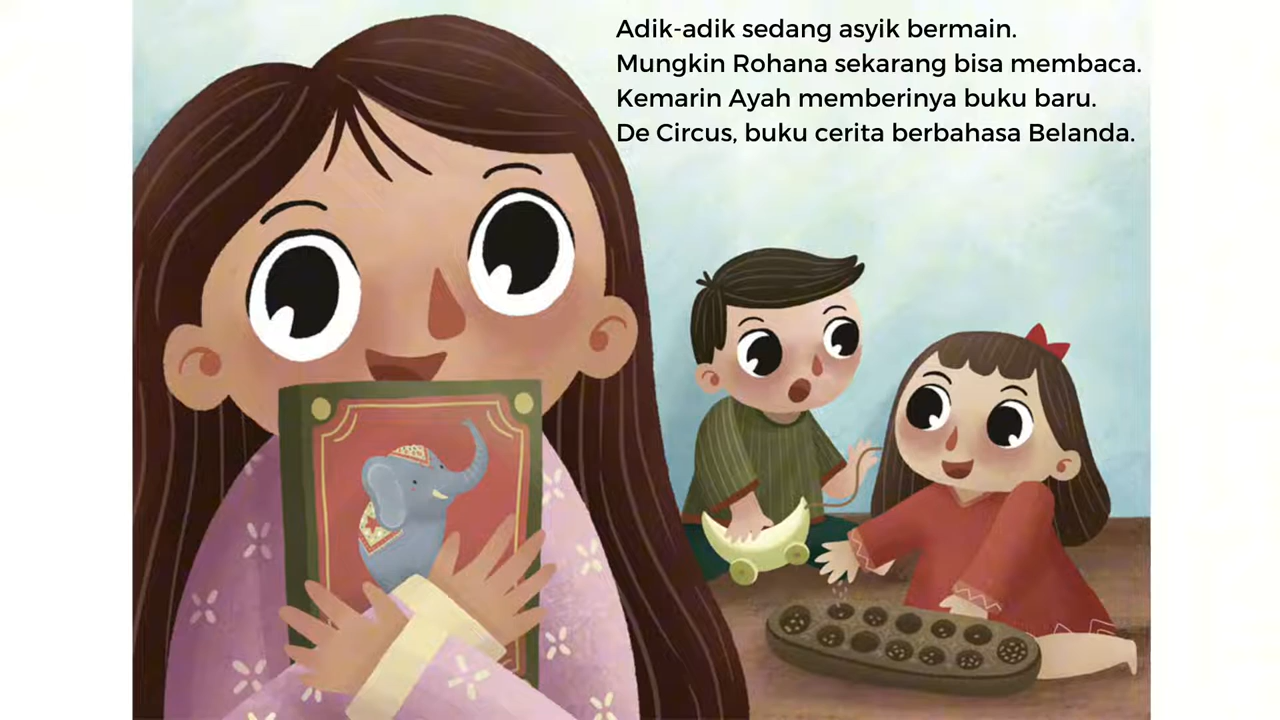 Adik-adik sedang asyik bermain.
Mungkin Rohana sekarang bisa membaca.
Kemarin Ayah memberinya buku baru.
De Circus, buku cerita berbahasa Belanda.